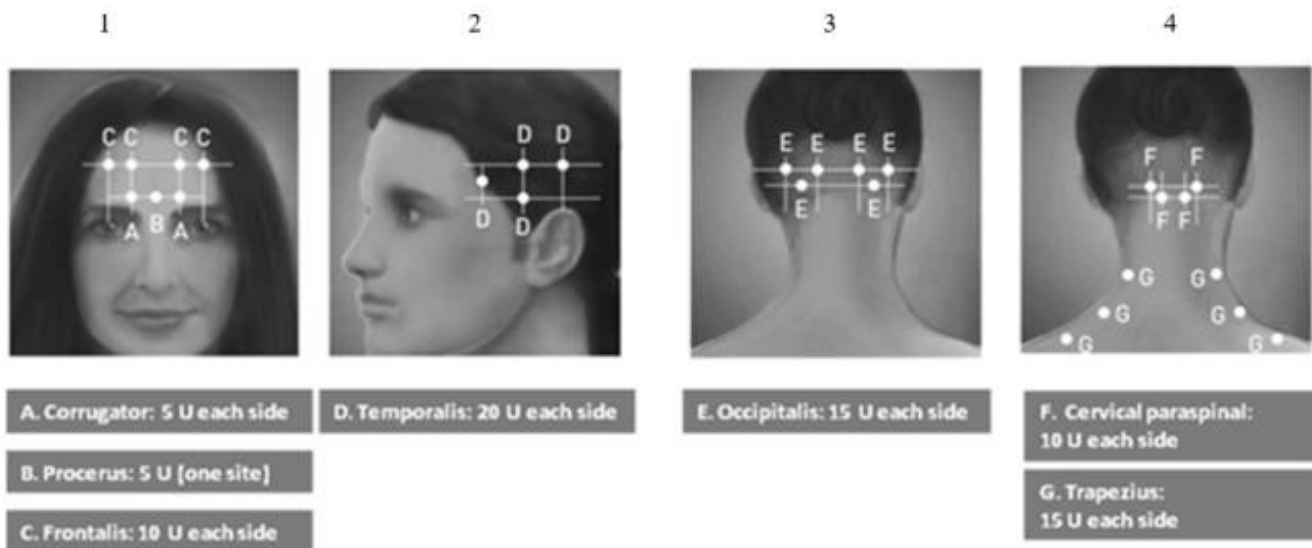 1
2
3
4
C C C C
A B A
D D
D
D
E E E E
E E
F F
F F
G G
G G
G G
A. Corrugator: 5 U each side
B. Procerus: 5 U (one site)
C. Frontalis: 10 U each side
D. Temporalis: 20 U each side
E. Occipitalis: 15 U each side
F. Cervical paraspinal:
10 U each side
G. Trapezius:
15 U each side